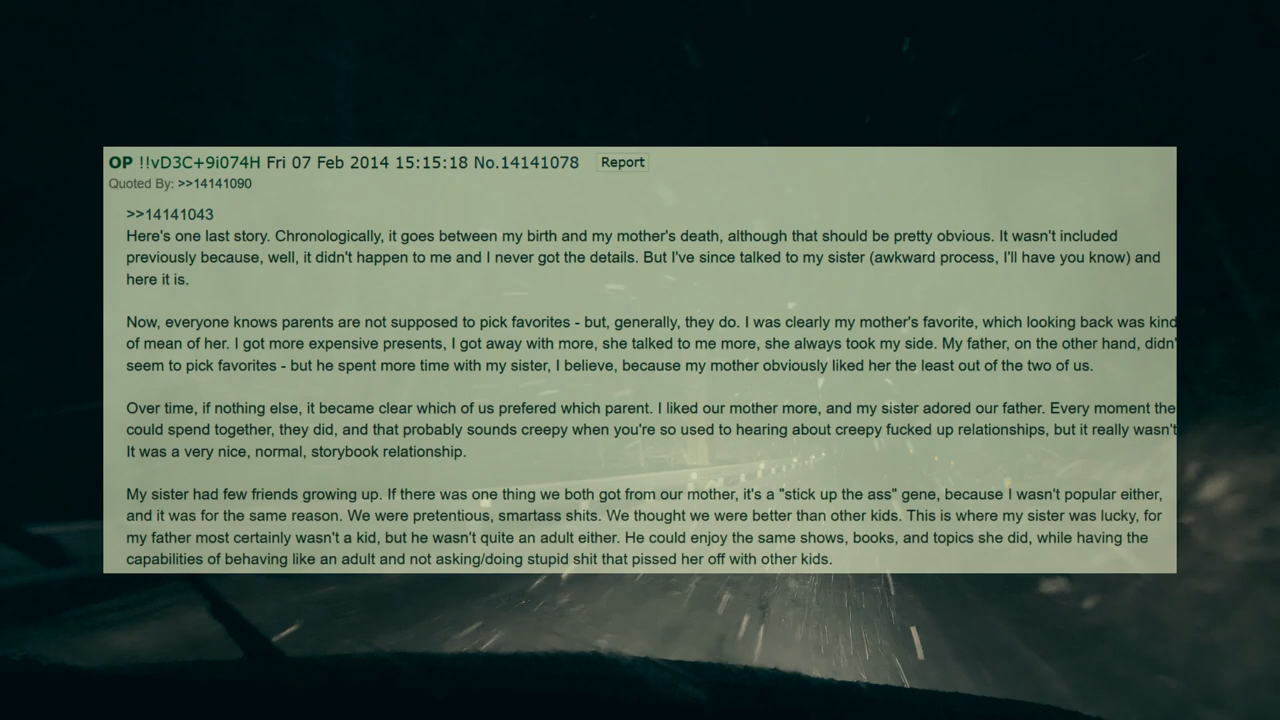 OP !!vD3C+9i074H Fri 07 Feb 2014 15:15:18 No.14141078 Report
Quoted By: >>14141090
>>14141043
Here's one last story. Chronologically, it goes between my birth and my mother's death, although that should be pretty obvious. It wasn't included
previously because, well, it didn't happen to me and I never got the details. But I've since talked to my sister (awkward process, I'll have you know) and
here it is.
Now, everyone knows parents are not supposed to pick favorites - but, generally, they do. I was clearly my mother's favorite, which looking back was kind
of mean of her. I got more expensive presents, I got away with more, she talked to me more, she always took my side. My father, on the other hand, didn'
seem to pick favorites - but he spent more time with my sister, I believe, because my mother obviously liked her the least out of the two of us.
Over time, if nothing else, it became clear which of us prefered which parent. I liked our mother more, and my sister adored our father. Every moment the
could spend together, they did, and that probably sounds creepy when you're so used to hearing about creepy fucked up relationships, but it really wasn't
It was a very nice, normal, storybook relationship.
My sister had few friends growing up. If there was one thing we both got from our mother, it's a "stick up the ass" gene, because I wasn't popular either,
and it was for the same reason. We were pretentious, smartass shits. We thought we were better than other kids. This is where my sister was lucky, for
my father most certainly wasn't a kid, but he wasn't quite an adult either. He could enjoy the same shows, books, and topics she did, while having the
capabilities of behaving like an adult and not asking/doing stupid shit that pissed her off with other kids.